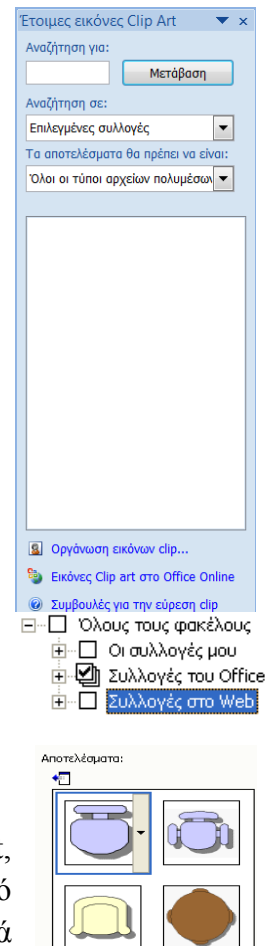 Έτοιμες εικόνες Clip Art
Αναζήτηση για:
Μετάβαση
Αναζήτηση σε:
Επιλεγμένες συλλογές
Τα αποτελέσματα θα πρέπει να είναι:
Όλοι οι τύποι αρχείων πολυμέσων
Οργάνωση εικόνων clip...
Εικόνες Clip art στο Office Online
Συμβουλές για την εύρεση clip
Όλους τους φακέλους
Οι συλλογές μου
Συλλογές του Office
Συλλογές στο Web
Αποτελέσματα: